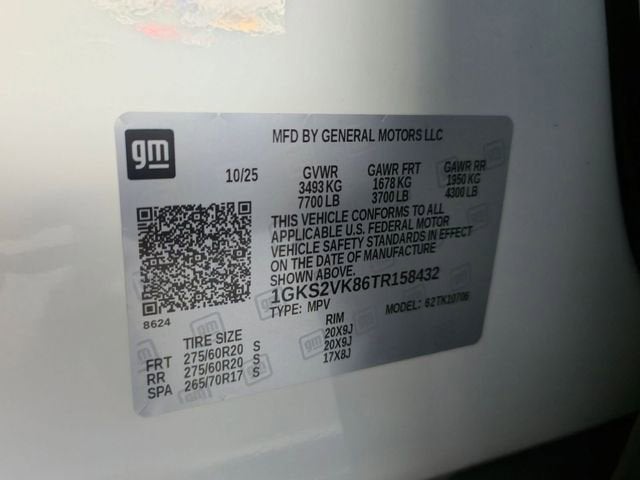 gm
MFD BY GENERAL MOTORS LLC
10/25 GVWR GAWR FRT GAWR RR
3493 KG 1678 KG 1950 KG
7700 LB 3700 LB 4300 LB
THIS VEHICLE CONFORMS TO ALL
APPLICABLE U.S. FEDERAL MOTOR
VEHICLE SAFETY STANDARDS IN EFFECT
ON THE DATE OF MANUFACTURE
SHOWN ABOVE.
1GKS2VK86TR158432
TYPE: MPV MODEL: 62TK10706
8624
TIRE SIZE RIM
FRT 275/60R20 S 20X9J
RR 275/60R20 S 20X9J
SPA 265/70R17 S 17X8J